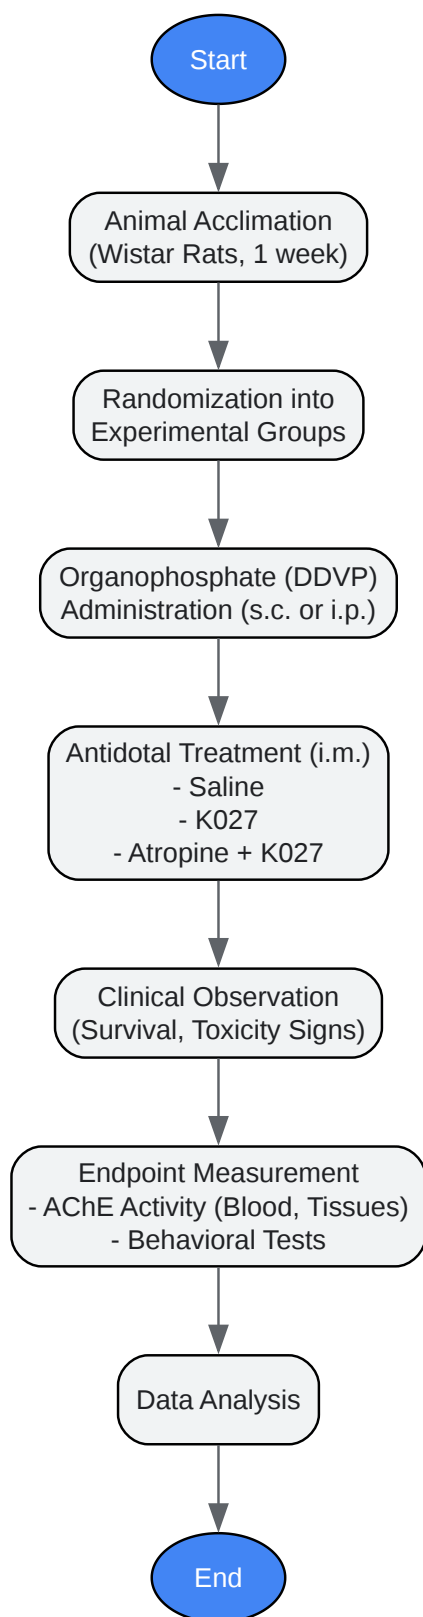 Start
Animal Acclimation
(Wistar Rats, 1 week)
Randomization into
Experimental Groups
Organophosphate (DDVP)
Administration (s.c. or i.p.)
Antidotal Treatment (i.m.)
- Saline
- K027
- Atropine + K027
Clinical Observation
(Survival, Toxicity Signs)
Endpoint Measurement
- AChE Activity (Blood, Tissues)
- Behavioral Tests
Data Analysis
End